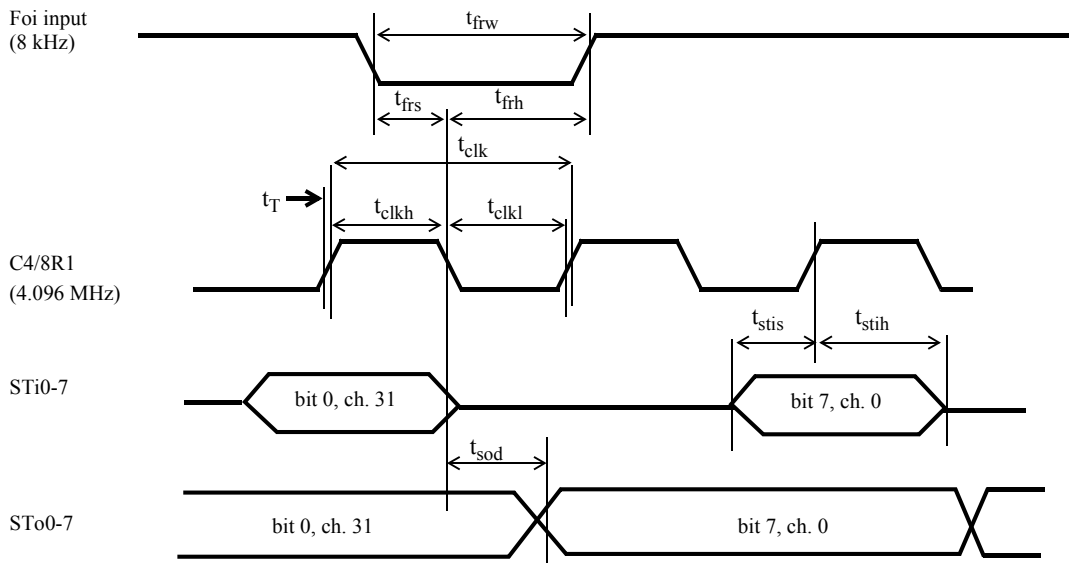 Foi input
(8 kHz)
tfrw
tfrs
tfrh
tclk
tT
tclkh
tclkl
C4/8R1
(4.096 MHz)
tstis
tstih
STi0-7
bit 0, ch. 31
bit 7, ch. 0
tsod
STo0-7
bit 0, ch. 31
bit 7, ch. 0